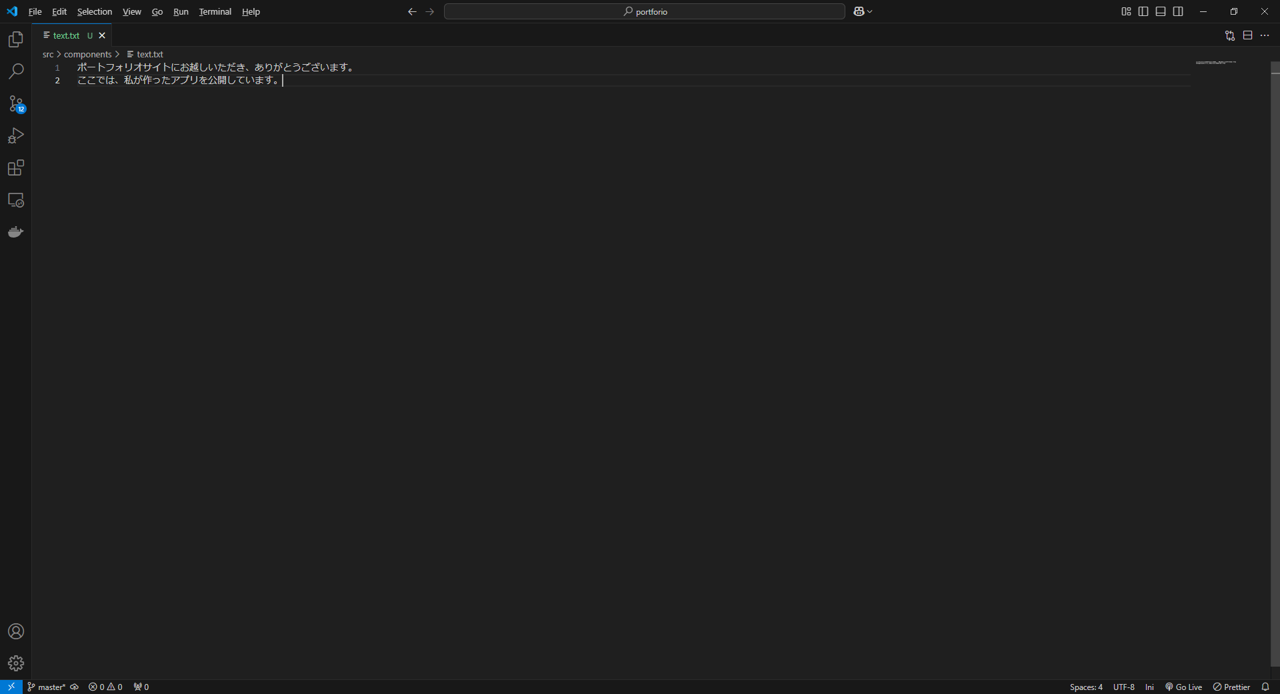 File Edit Selection View Go Run Terminal Help portforio
text.txt U
src > components > text.txt
1 ポートフォリオサイトにお越しいただき、ありがとうございます。
2 ここでは、私が作ったアプリを公開しています。
12
master* 0 0 0 Spaces: 4 UTF-8 Ini Go Live Prettier